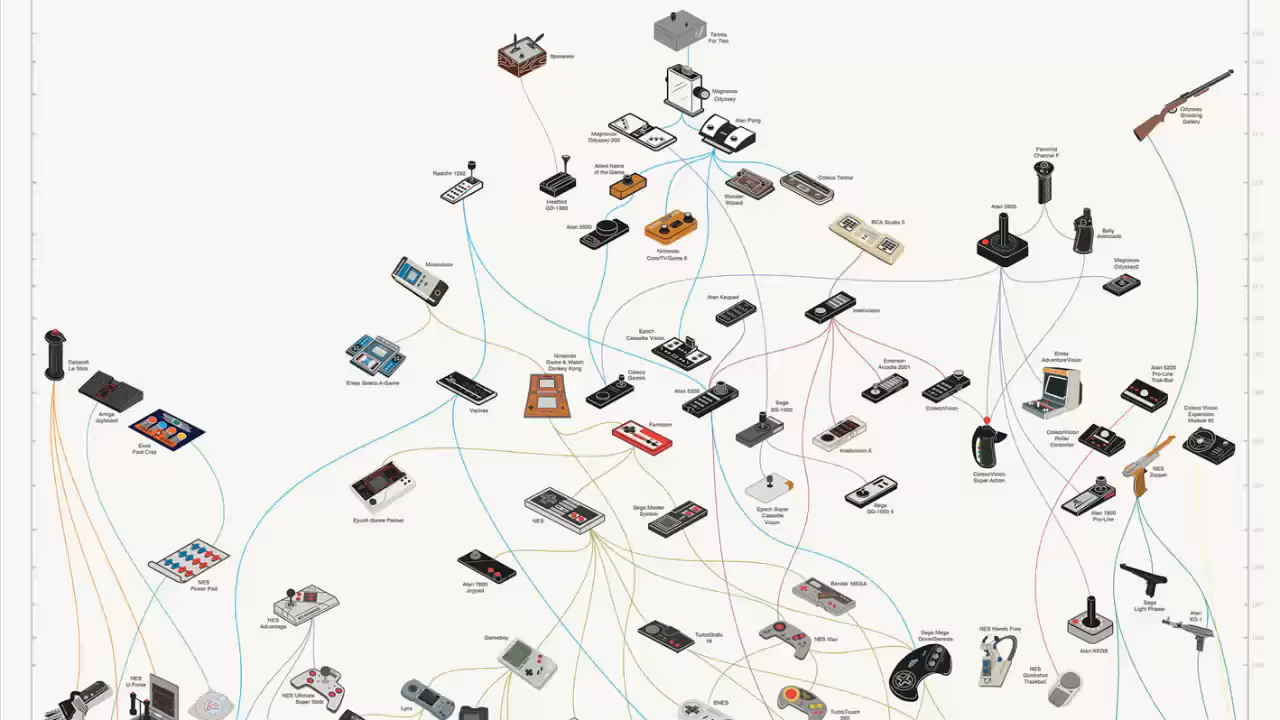 Tennis
For Two
Spacewar
Magnavox
Odyssey
Odyssey
Shooting
Gallery
Magnavox
Odyssey 200
Atari Pong
Fairchild
Channel F
Radofin 1292
Allied Name
of the Game
Wonder
Wizard
Coleco Telstar
Interfact
Atari 2600
RCA Studio II
Bally
Astrocade
Nintendo
ColorTV Game 6
Microvision
Magnavox
Odyssey2
Atari Keypad
Intellivision
Epoch
Cassette Vision
Datasoft
Le Stick
Entex Select-A-Game
Nintendo
Game & Watch
Donkey Kong
Coleco
Gemini
Emerson
Arcadia 2001
Entex
AdventureVision
Atari 5200
Pro-Line
Trak-Ball
Amiga
Joyboard
Vectrex
Atari 5200
Sega
SG-1000
ColecoVision
Coleco Vision
Expansion
Module #2
Exus
Foot Craz
Famicom
Intellivision II
ColecoVision
Roller
Controller
NES
Zapper
ColecoVision
Super Action
Epoch Game Pocket
NES
Sega Master
System
Epoch Super
Cassette
Vision
Sega
SG-1000 II
Atari 7800
Pro-Line
NES
Power Pad
Atari 7800
Joypad
Bandai MEGA
Sega
Light Phaser
Atari
XG-1
NES
Advantage
Gameboy
TurboGrafx
16
NES Max
Sega Mega
Drive/Genesis
NES Hands Free
Atari XEGS
NES
U-Force
NES Ultimate
Super Stick
Lynx
SNES
TurboTouch
360
NES
Quickshot
Trackball